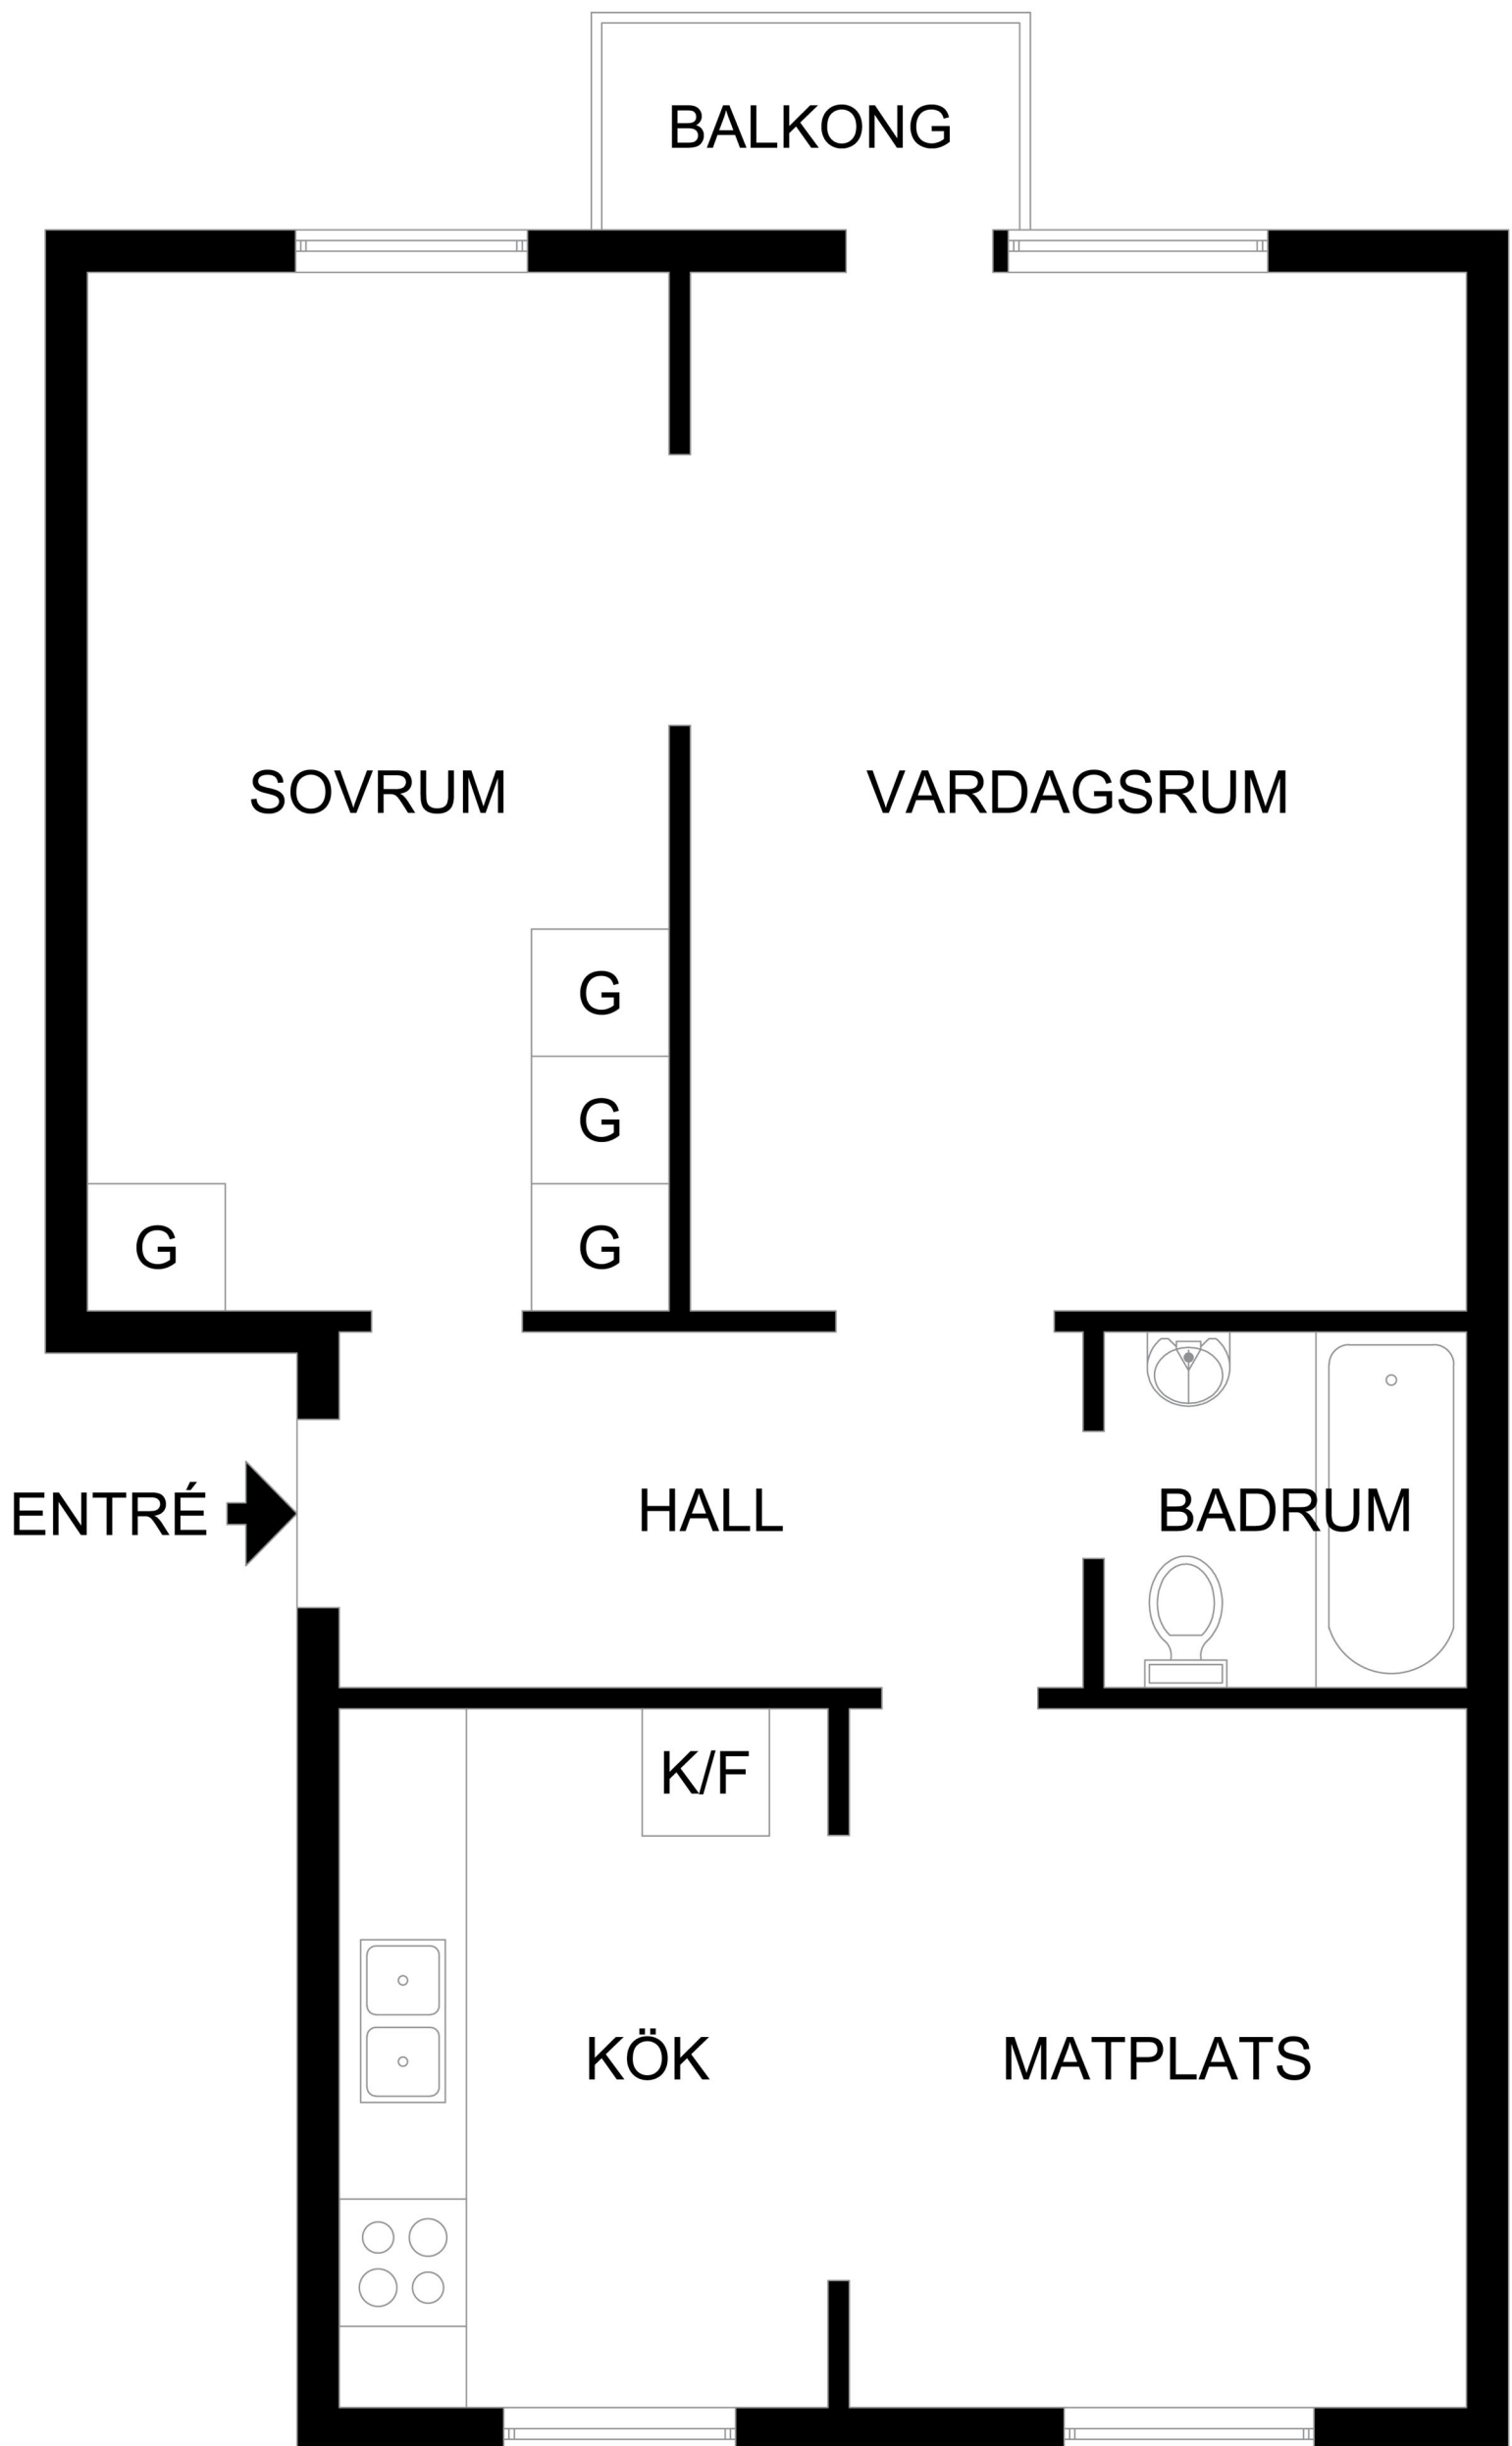 BALKONG
SOVRUM
VARDAGSRUM
G
G
G
G
ENTRÉ
HALL
BADRUM
K/F
KÖK
MATPLATS